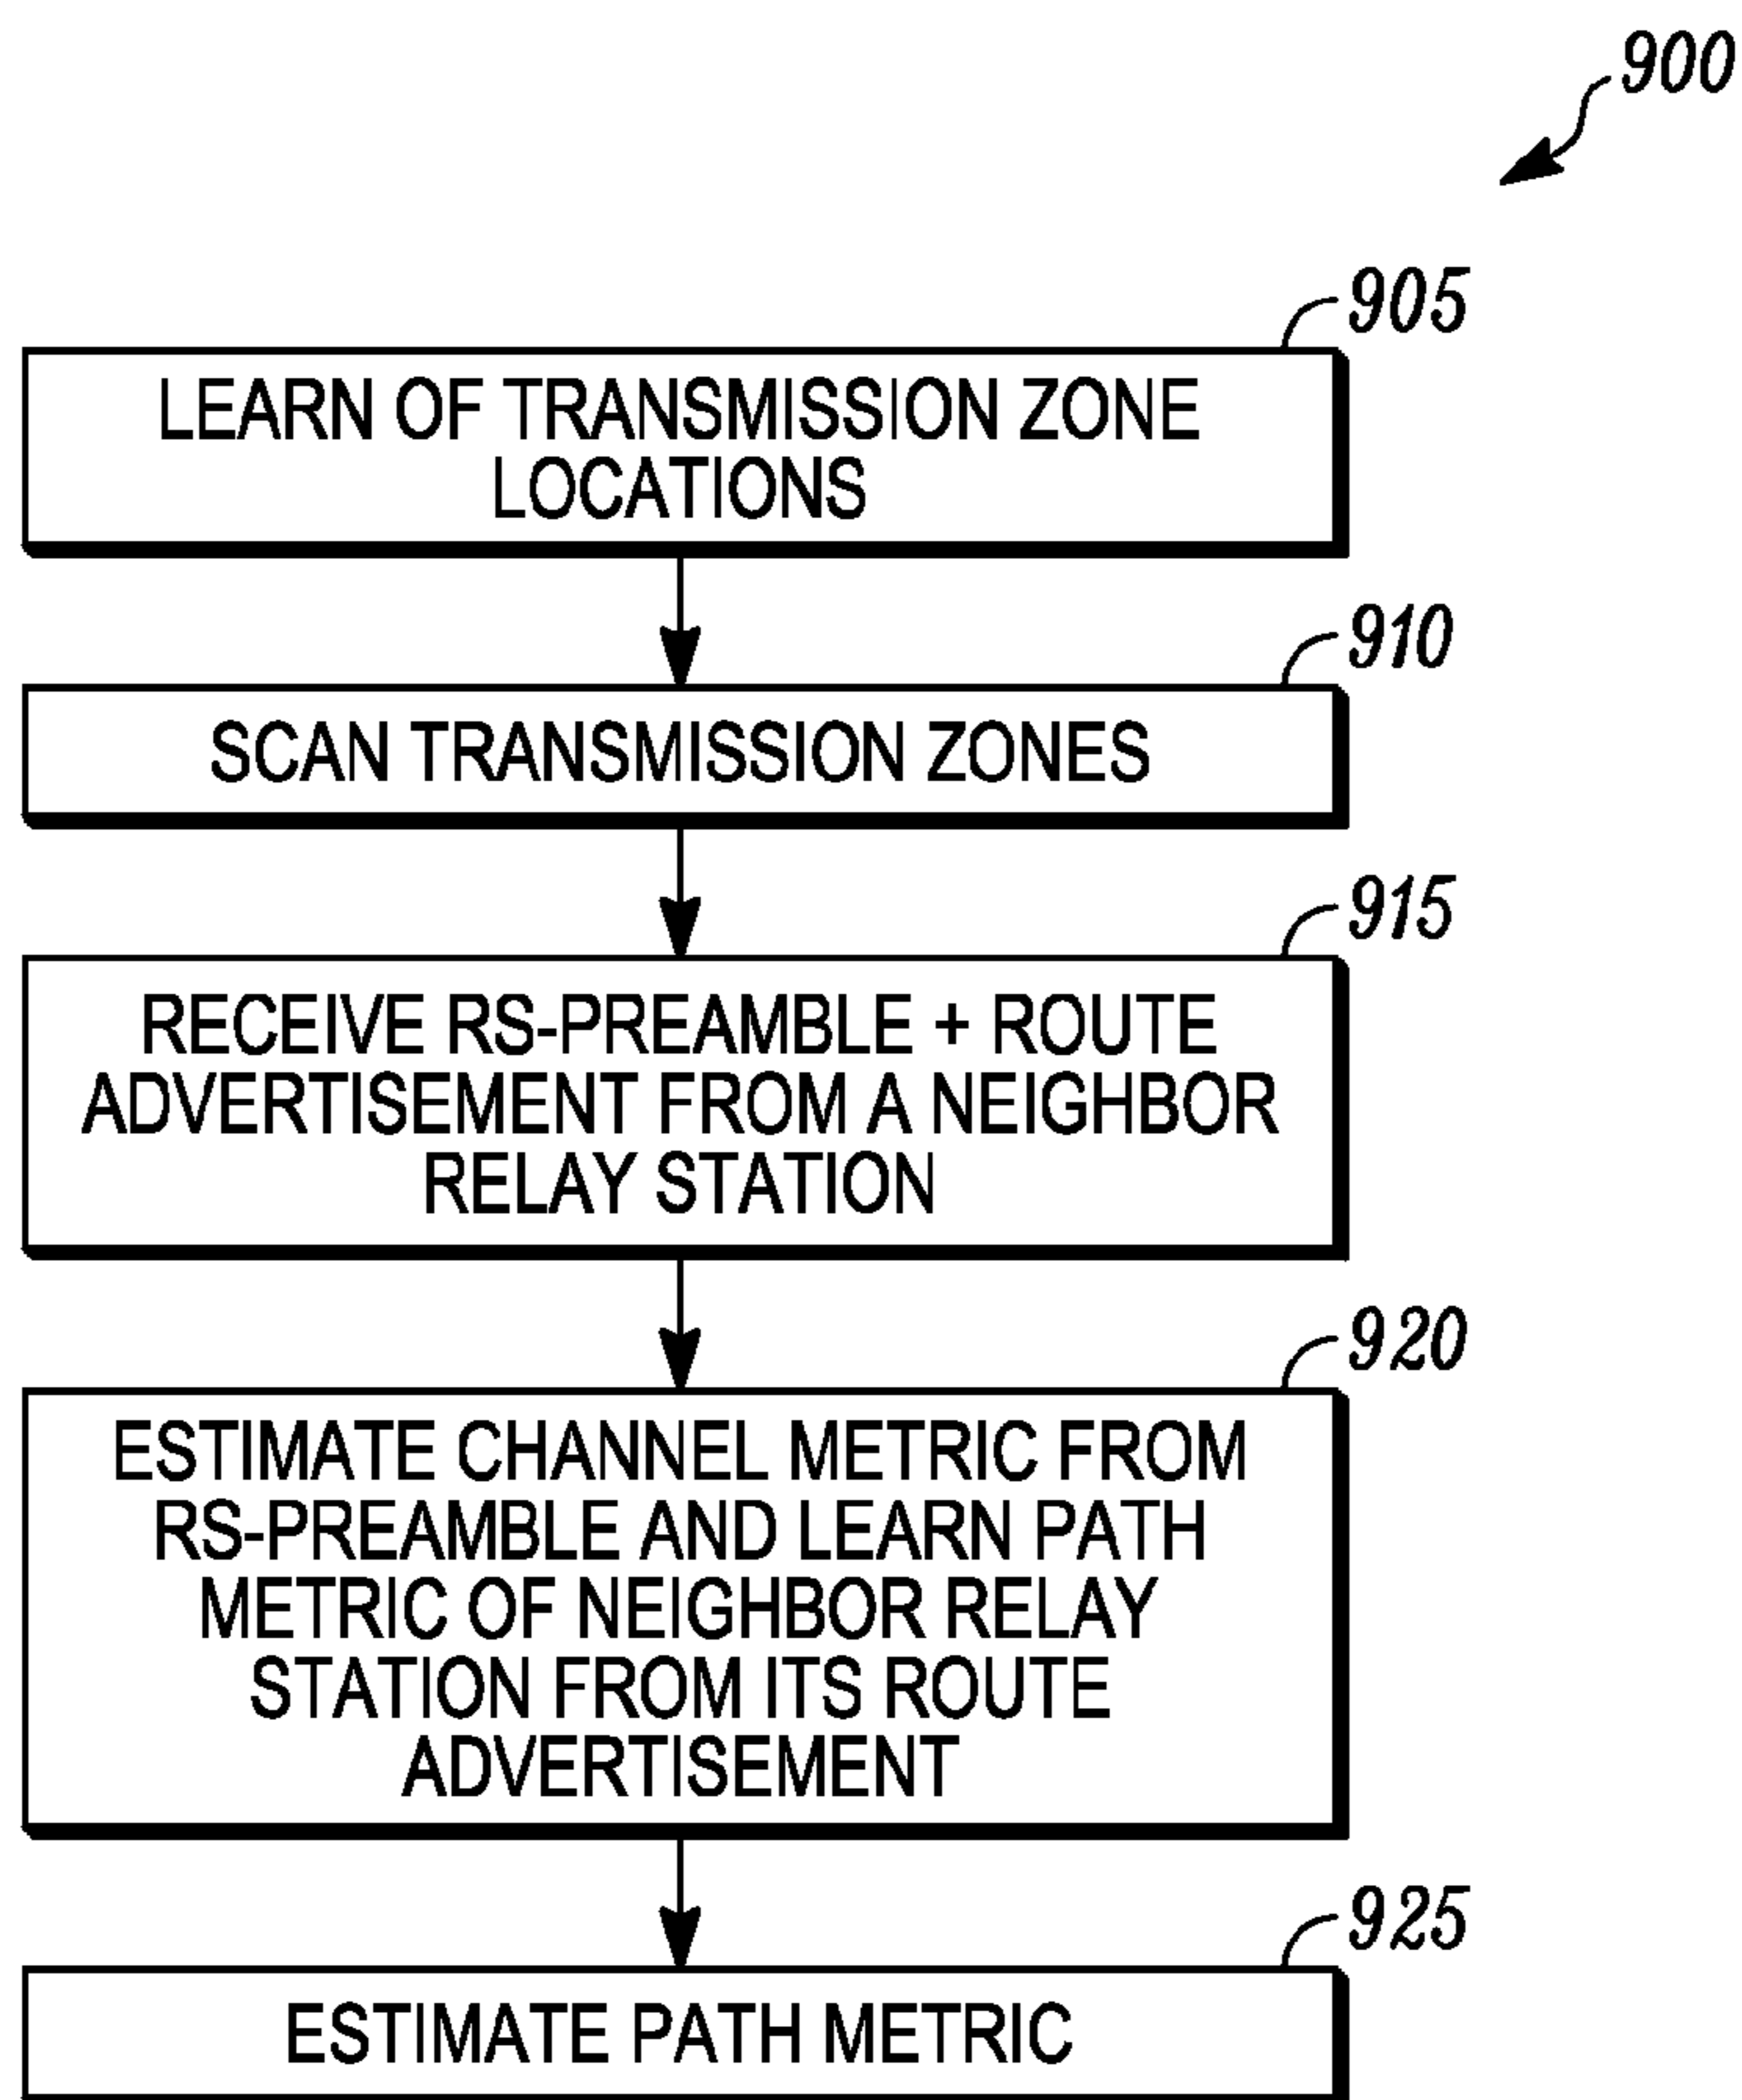 900
905
LEARN OF TRANSMISSION ZONE
LOCATIONS
910
SCAN TRANSMISSION ZONES
915
RECEIVE RS-PREAMBLE + ROUTE
ADVERTISEMENT FROM A NEIGHBOR
RELAY STATION
920
ESTIMATE CHANNEL METRIC FROM
RS-PREAMBLE AND LEARN PATH
METRIC OF NEIGHBOR RELAY
STATION FROM ITS ROUTE
ADVERTISEMENT
925
ESTIMATE PATH METRIC